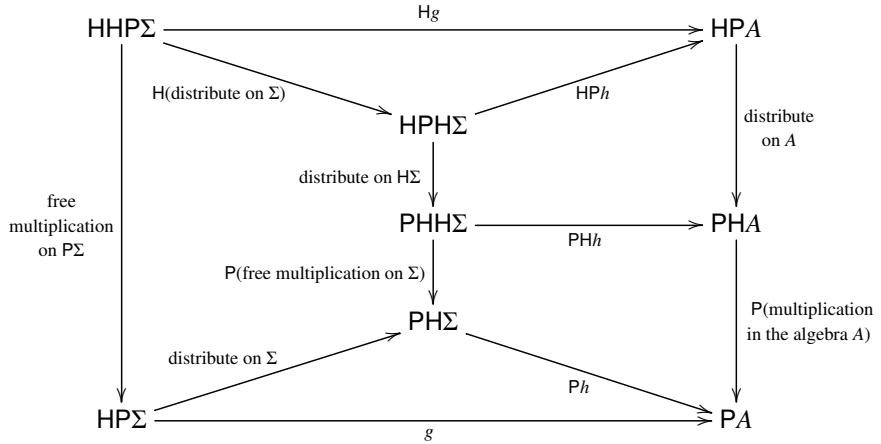 Hg
HHPΣ
HPA
H(distribute on Σ)
HPh
HPHΣ
distribute
on A
distribute on HΣ
free
multiplication
on PΣ
PHHΣ
PHh
PHA
P(free multiplication on Σ)
PHΣ
P(multiplication
in the algebra A)
distribute on Σ
Ph
HPΣ
g
PA